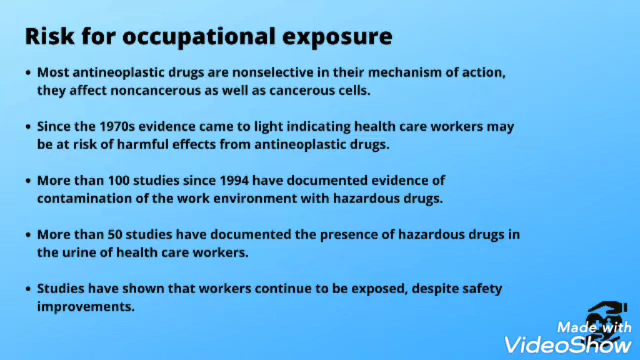 Risk for occupational exposure
• Most antineoplastic drugs are nonselective in their mechanism of action,
they affect noncancerous as well as cancerous cells.
• Since the 1970s evidence came to light indicating health care workers may
be at risk of harmful effects from antineoplastic drugs.
• More than 100 studies since 1994 have documented evidence of
contamination of the work environment with hazardous drugs.
• More than 50 studies have documented the presence of hazardous drugs in
the urine of health care workers.
• Studies have shown that workers continue to be exposed, despite safety
improvements.
Made with
VideoShow